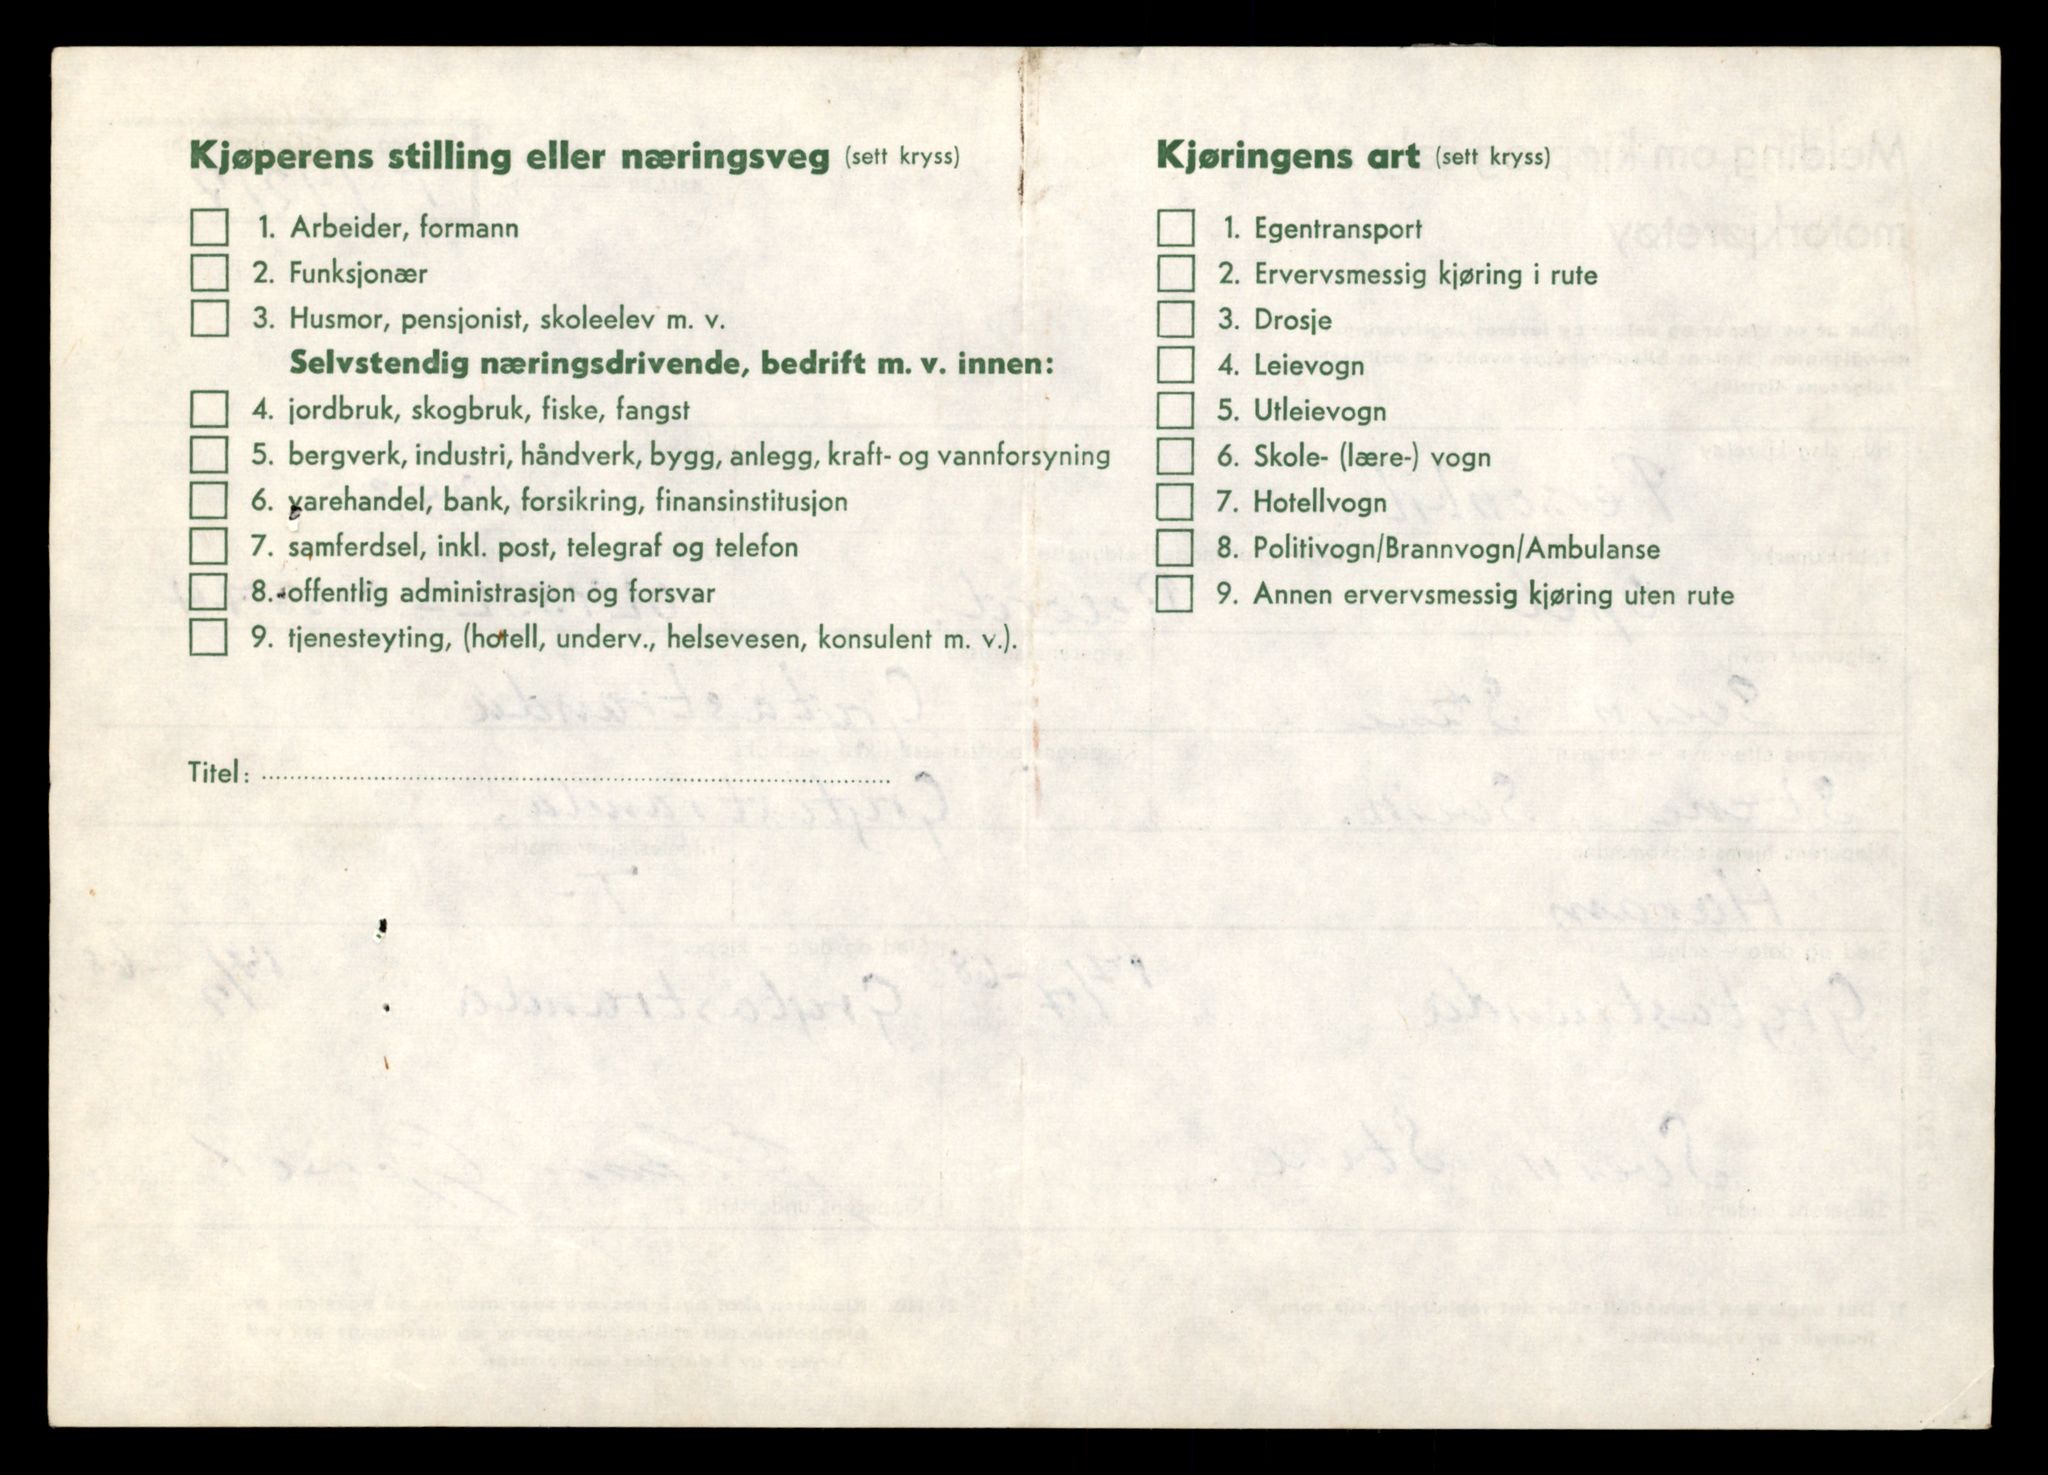 Kjøperens stilling eller næringsveg (sett kryss)
1. Arbeider, formann
2. Funksjonær
3. Husmor, pensjonist, skoleelev m. v.
Selvstendig næringsdrivende, bedrift m. v. innen:
4. jordbruk, skogbruk, fiske, fangst
5. bergverk, industri, håndverk, bygg, anlegg, kraft- og vannforsyning
6. varehandel, bank, forsikring, finansinstitusjon
7. samferdsel, inkl. post, telegraf og telefon
8. offentlig administrasjon og forsvar
9. tjenesteyting, (hotell, underv., helsevesen, konsulent m. v.).
Titel:
Kjøringens art (sett kryss)
1. Egentransport
2. Ervervsmessig kjøring i rute
3. Drosje
4. Leievogn
5. Utleievogn
6. Skole- (lære-) vogn
7. Hotellvogn
8. Politivogn/Brannvogn/Ambulanse
9. Annen ervervsmessig kjøring uten rute